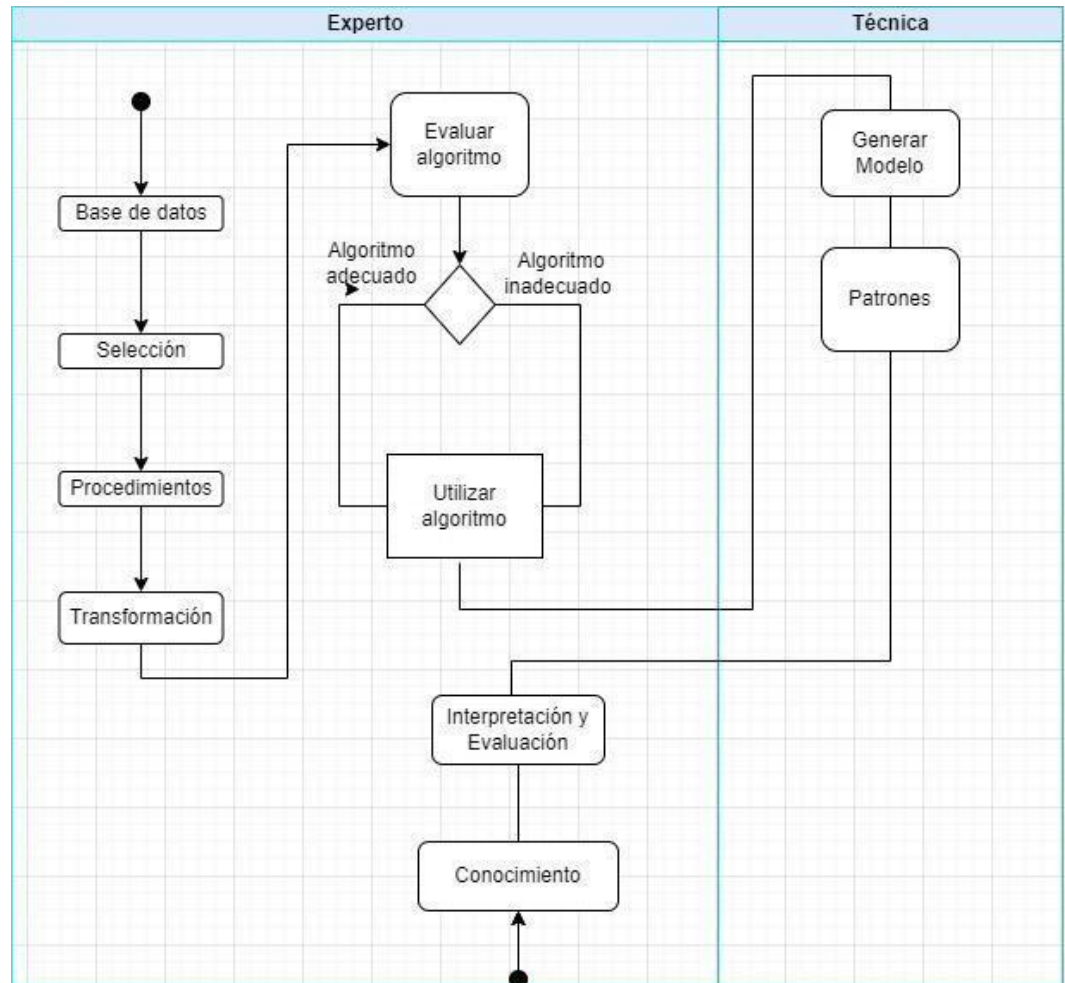 Experto
Técnica
Base de datos
Selección
Procedimientos
Transformación
Evaluar
algoritmo
Algoritmo
adecuado
Algoritmo
inadecuado
Utilizar
algoritmo
Interpretación y
Evaluación
Conocimiento
Generar
Modelo
Patrones